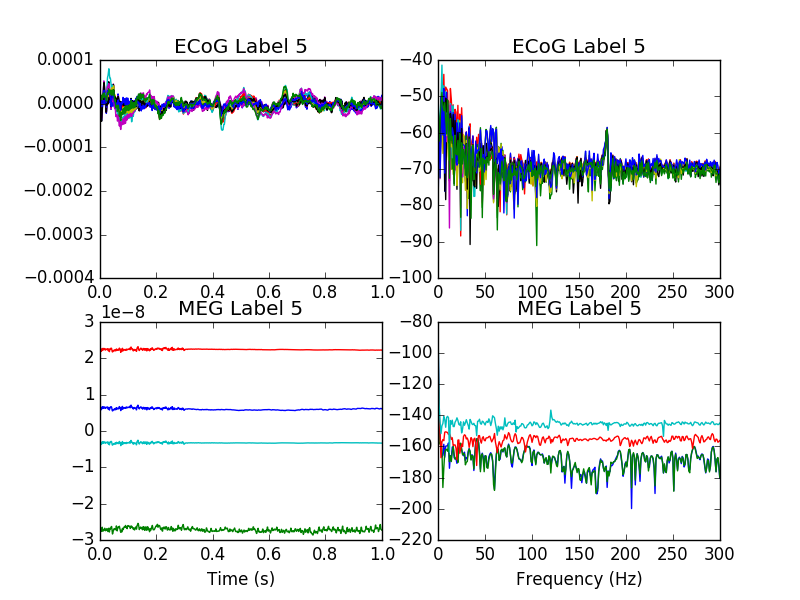 ECoG Label 5
0.0001
0.0000
−0.0001
−0.0002
−0.0003
−0.0004
0.0 0.2 0.4 0.6 0.8 1.0
ECoG Label 5
−40
−50
−60
−70
−80
−90
−100
0 50 100 150 200 250 300
MEG Label 5
1e−8
3
2
1
0
−1
−2
−3
0.0 0.2 0.4 0.6 0.8 1.0
Time (s)
MEG Label 5
−80
−100
−120
−140
−160
−180
−200
−220
0 50 100 150 200 250 300
Frequency (Hz)